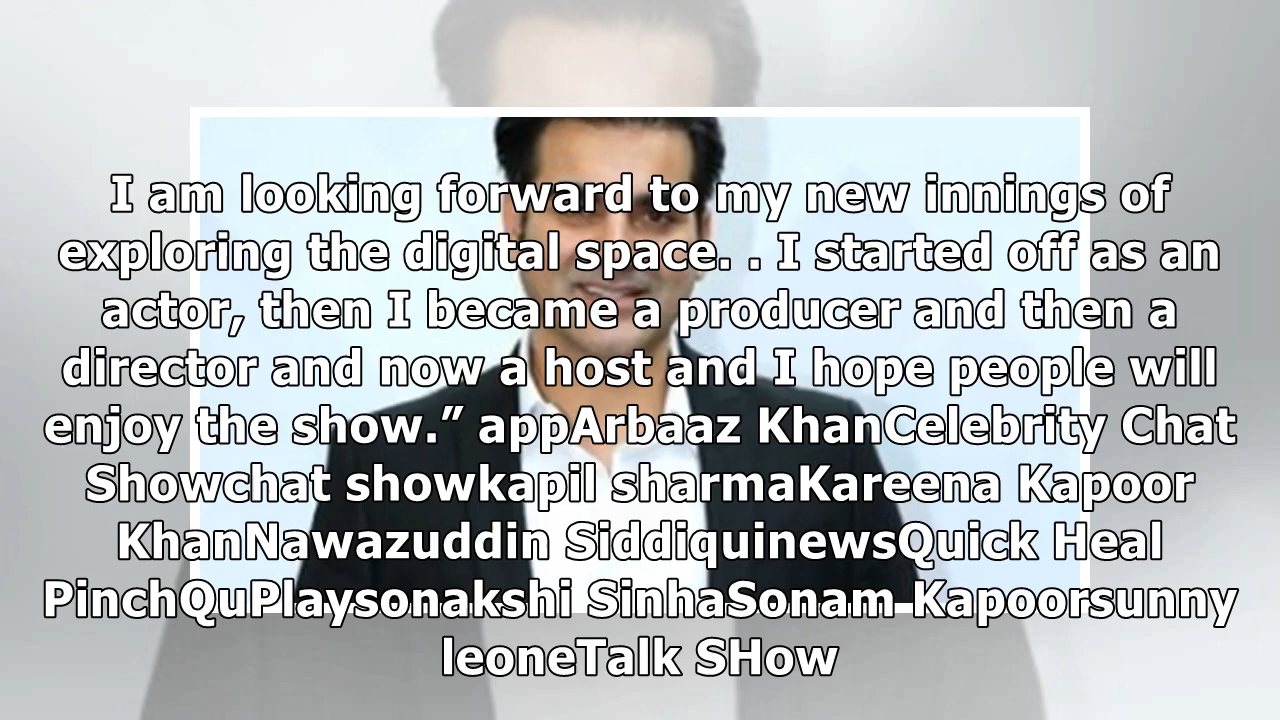 I am looking forward to my new innings of
exploring the digital space. . I started off as an
actor, then I became a producer and then a
director and now a host and I hope people will
enjoy the show.” appArbaaz KhanCelebrity Chat
Showchat showkapil sharmaKareena Kapoor
KhanNawazuddin SiddiquinewsQuick Heal
PinchQuPlaysonakshi SinhaSonam Kapoorsunny
leoneTalk SHow